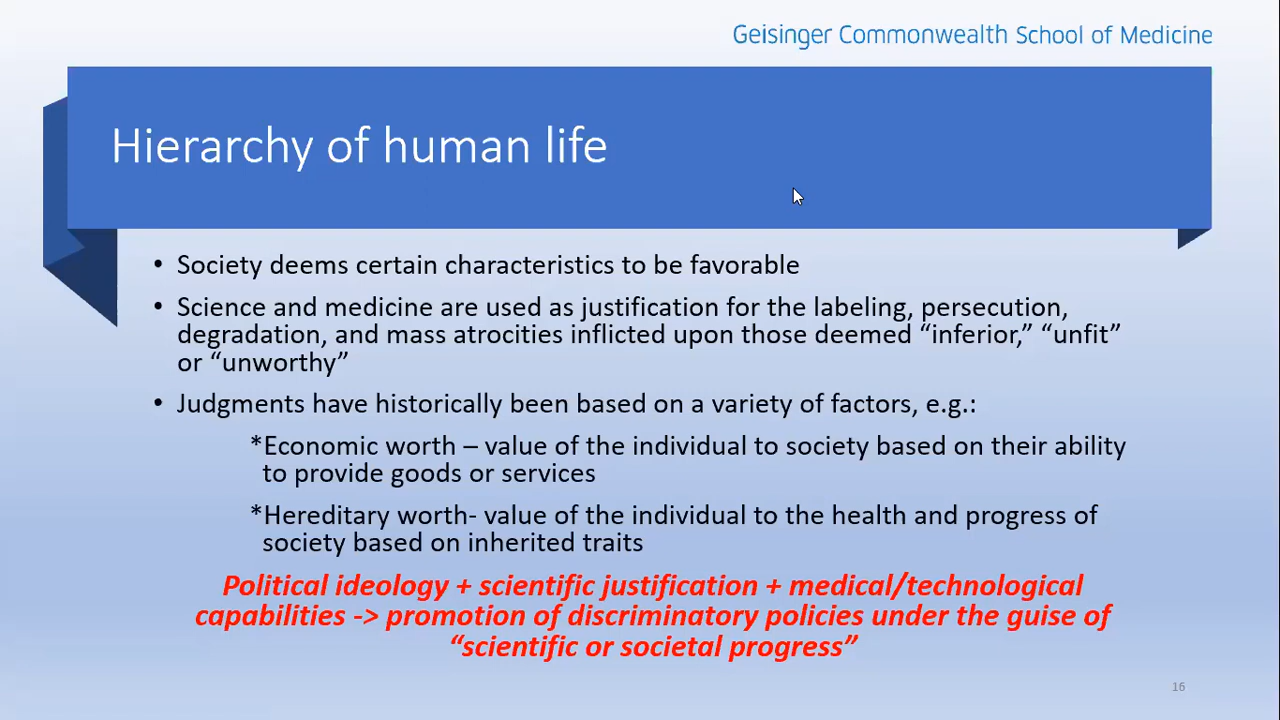 Geisinger Commonwealth School of Medicine
Hierarchy of human life
• Society deems certain characteristics to be favorable
• Science and medicine are used as justification for the labeling, persecution,
degradation, and mass atrocities inflicted upon those deemed “inferior,” “unfit”
or “unworthy”
• Judgments have historically been based on a variety of factors, e.g.:
*Economic worth – value of the individual to society based on their ability
to provide goods or services
*Hereditary worth- value of the individual to the health and progress of
society based on inherited traits
Political ideology + scientific justification + medical/technological
capabilities -> promotion of discriminatory policies under the guise of
“scientific or societal progress”
16